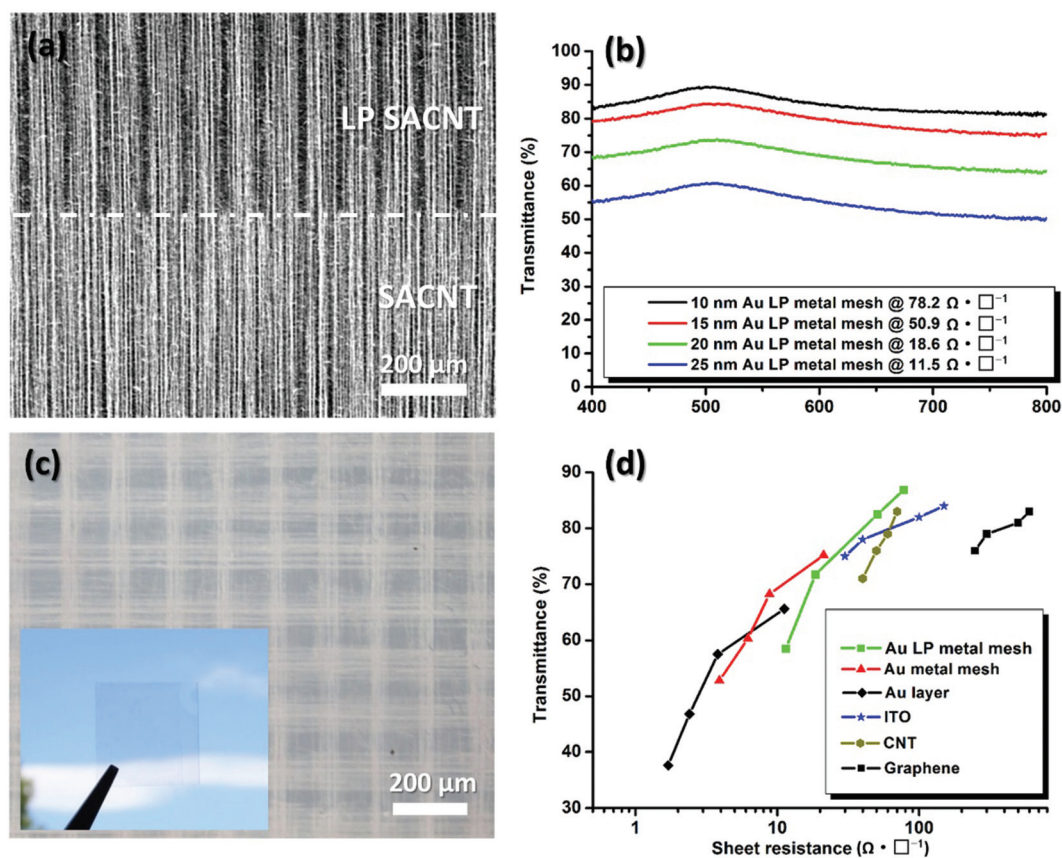 (a)
LP SACNT
SACNT
200 μm
(b)
100
90
80
70
60
50
40
30
20
10
0
Transmittance (%)
10 nm Au LP metal mesh @ 78.2 Ω • □⁻¹
15 nm Au LP metal mesh @ 50.9 Ω • □⁻¹
20 nm Au LP metal mesh @ 18.6 Ω • □⁻¹
25 nm Au LP metal mesh @ 11.5 Ω • □⁻¹
400 500 600 700 800
(c)
200 μm
(d)
90
80
70
60
50
40
30
Transmittance (%)
Au LP metal mesh
Au metal mesh
Au layer
ITO
CNT
Graphene
1 10 100
Sheet resistance (Ω • □⁻¹)